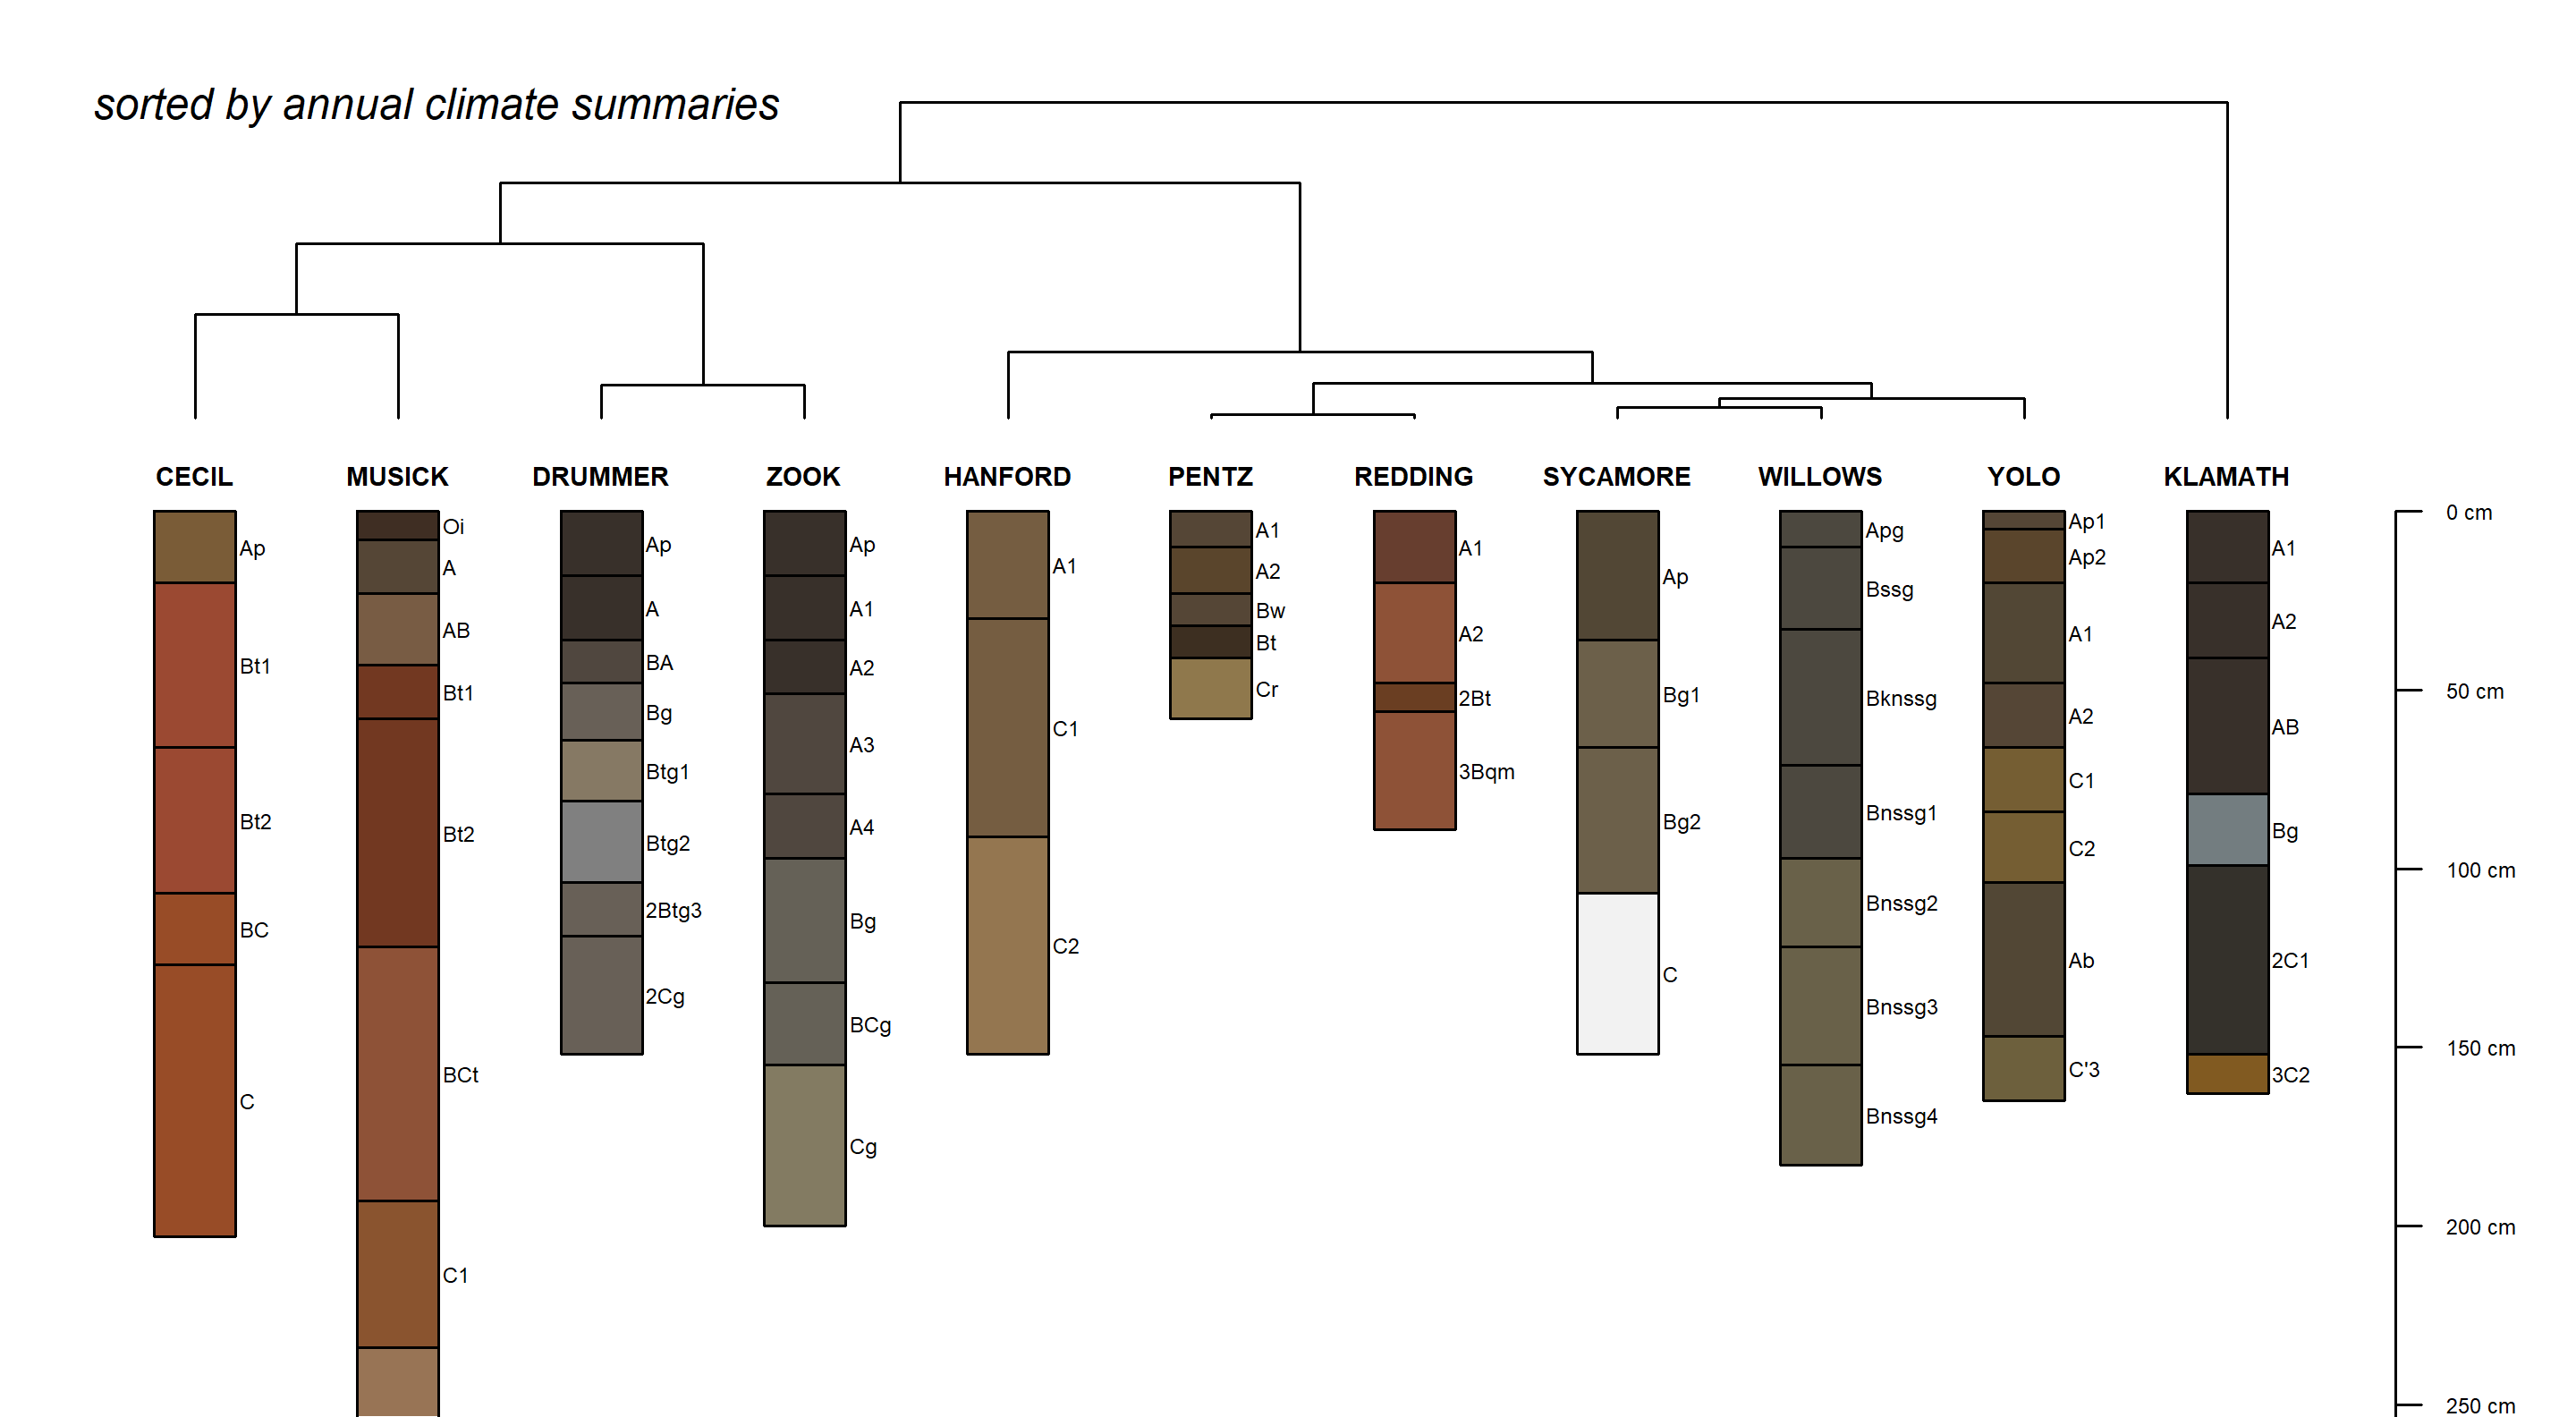 sorted by annual climate summaries
CECIL MUSICK DRUMMER ZOOK HANFORD PENTZ REDDING SYCAMORE WILLOWS YOLO KLAMATH
Ap
Bt1
Bt2
BC
C
Oi
A
AB
Bt1
Bt2
BCt
C1
Ap
A
BA
Bg
Btg1
Btg2
2Btg3
2Cg
Ap
A1
A2
A3
A4
Bg
BCg
Cg
A1
C1
C2
A1
A2
Bw
Bt
Cr
A1
A2
2Bt
3Bqm
Ap
Bg1
Bg2
C
Apg
Bssg
Bknssg
Bnssg1
Bnssg2
Bnssg3
Bnssg4
Ap1
Ap2
A1
A2
C1
C2
Ab
C'3
A1
A2
AB
Bg
2C1
3C2
0 cm
50 cm
100 cm
150 cm
200 cm
250 cm